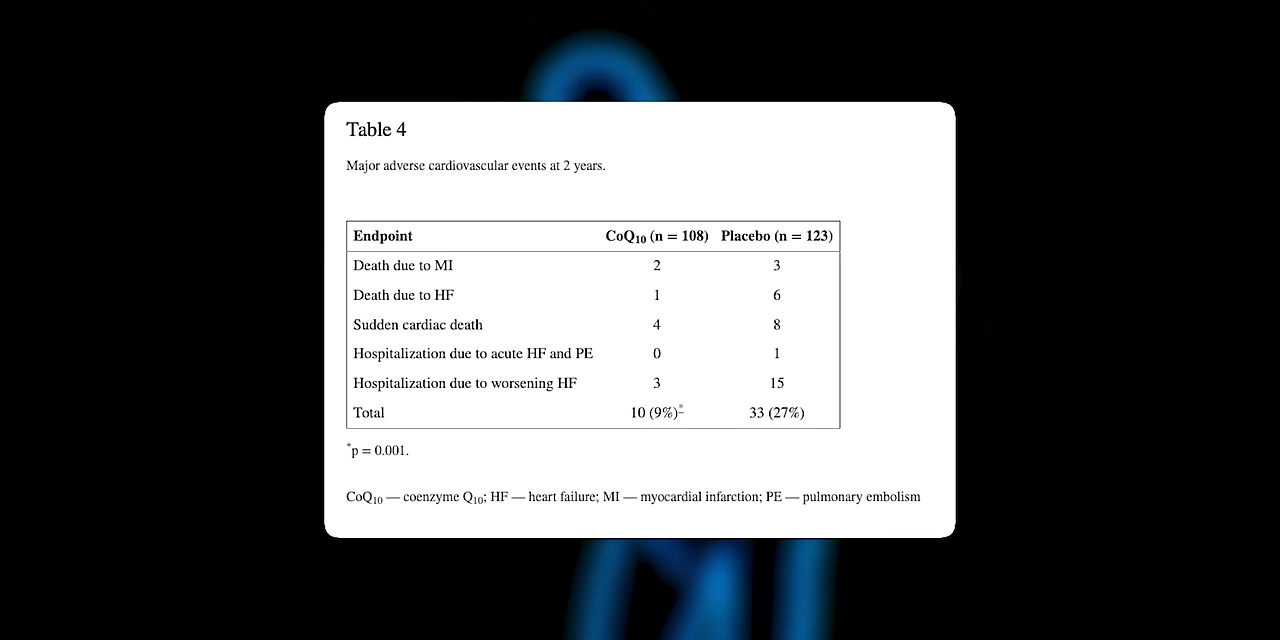 Table 4
Major adverse cardiovascular events at 2 years.
Endpoint CoQ10 (n = 108) Placebo (n = 123)
Death due to MI 2 3
Death due to HF 1 6
Sudden cardiac death 4 8
Hospitalization due to acute HF and PE 0 1
Hospitalization due to worsening HF 3 15
Total 10 (9%)* 33 (27%)
*p = 0.001.
CoQ10 — coenzyme Q10; HF — heart failure; MI — myocardial infarction; PE — pulmonary embolism